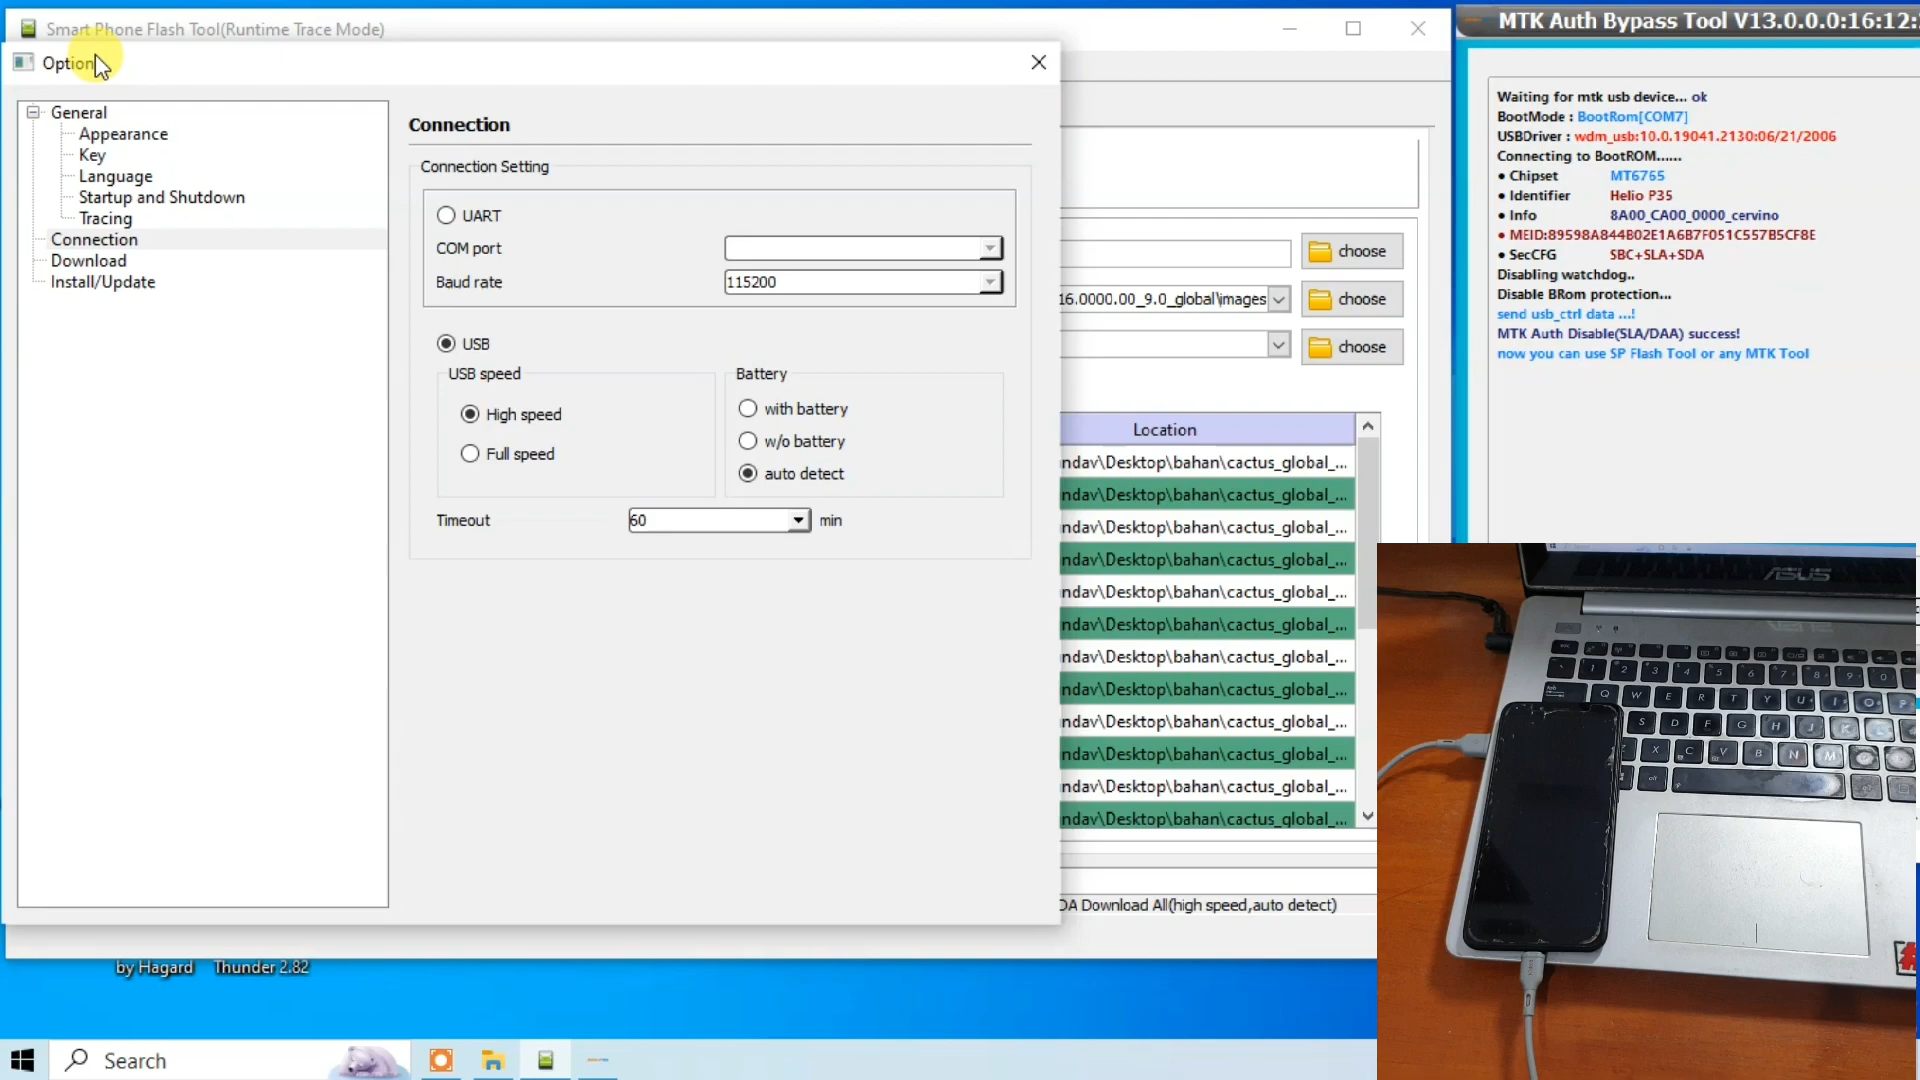 Smart Phone Flash Tool(Runtime Trace Mode)
MTK Auth Bypass Tool V13.0.0.0:16:12:
Option
General
Appearance
Key
Language
Startup and Shutdown
Tracing
Connection
Download
Install/Update
Connection
Connection Setting
UART
COM port
Baud rate
115200
USB
USB speed
High speed
Full speed
Battery
with battery
w/o battery
auto detect
Timeout
60
min
choose
16.0000.00_9.0_global\images
choose
choose
Location
ndav\Desktop\bahan\cactus_global_...
ndav\Desktop\bahan\cactus_global_...
ndav\Desktop\bahan\cactus_global_...
ndav\Desktop\bahan\cactus_global_...
ndav\Desktop\bahan\cactus_global_...
ndav\Desktop\bahan\cactus_global_...
ndav\Desktop\bahan\cactus_global_...
ndav\Desktop\bahan\cactus_global_...
ndav\Desktop\bahan\cactus_global_...
ndav\Desktop\bahan\cactus_global_...
ndav\Desktop\bahan\cactus_global_...
ndav\Desktop\bahan\cactus_global_...
DA Download All(high speed,auto detect)
Waiting for mtk usb device... ok
BootMode : BootRom[COM7]
USBDriver : wdm_usb:10.0.19041.2130:06/21/2006
Connecting to BootROM......
• Chipset MT6765
• Identifier Helio P35
• Info 8A00_CA00_0000_cervino
• MEID:89598A844B02E1A6B7F051C557B5CF8E
• SecCFG SBC+SLA+SDA
Disabling watchdog..
Disable BRom protection...
send usb_ctrl data ...!
MTK Auth Disable(SLA/DAA) success!
now you can use SP Flash Tool or any MTK Tool
ASUS
by Hagard Thunder 2.82
Search